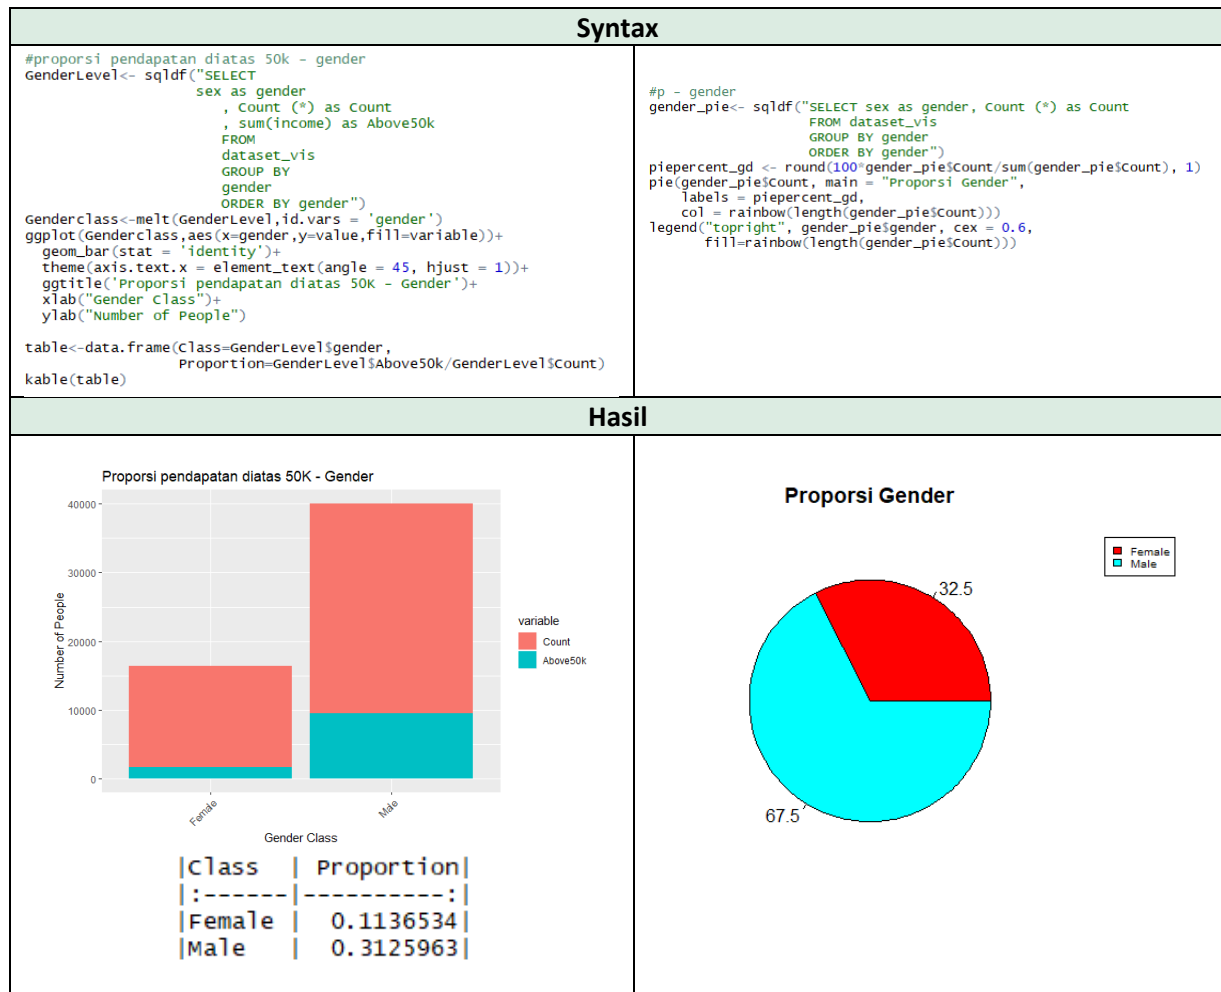 Syntax
#proporsi pendapatan diatas 50k - gender
GenderLevel<- sqldf("SELECT
sex as gender
, Count (*) as Count
, sum(income) as Above50k
FROM
dataset_vis
GROUP BY
gender
ORDER BY gender")
Genderclass<-melt(GenderLevel,id.vars = 'gender')
ggplot(Genderclass,aes(x=gender,y=value,fill=variable))+
geom_bar(stat = 'identity')+
theme(axis.text.x = element_text(angle = 45, hjust = 1))+
ggtitle('Proporsi pendapatan diatas 50K - Gender')+
xlab("Gender Class")+
ylab("Number of People")
table<-data.frame(Class=GenderLevel$gender,
Proportion=GenderLevel$Above50k/GenderLevel$Count)
kable(table)
#p - gender
gender_pie<- sqldf("SELECT sex as gender, Count (*) as Count
FROM dataset_vis
GROUP BY gender
ORDER BY gender")
piepercent_gd <- round(100*gender_pie$Count/sum(gender_pie$Count), 1)
pie(gender_pie$Count, main = "Proporsi Gender",
labels = piepercent_gd,
col = rainbow(length(gender_pie$Count)))
legend("topright", gender_pie$gender, cex = 0.6,
fill=rainbow(length(gender_pie$Count)))
Hasil
Proporsi pendapatan diatas 50K - Gender
40000
30000
20000
10000
0
Number of People
Female
Male
Gender Class
variable
Count
Above50k
|Class | Proportion|
|:------|----------:|
|Female | 0.1136534|
|Male | 0.3125963|
Proporsi Gender
Female
Male
32.5
67.5